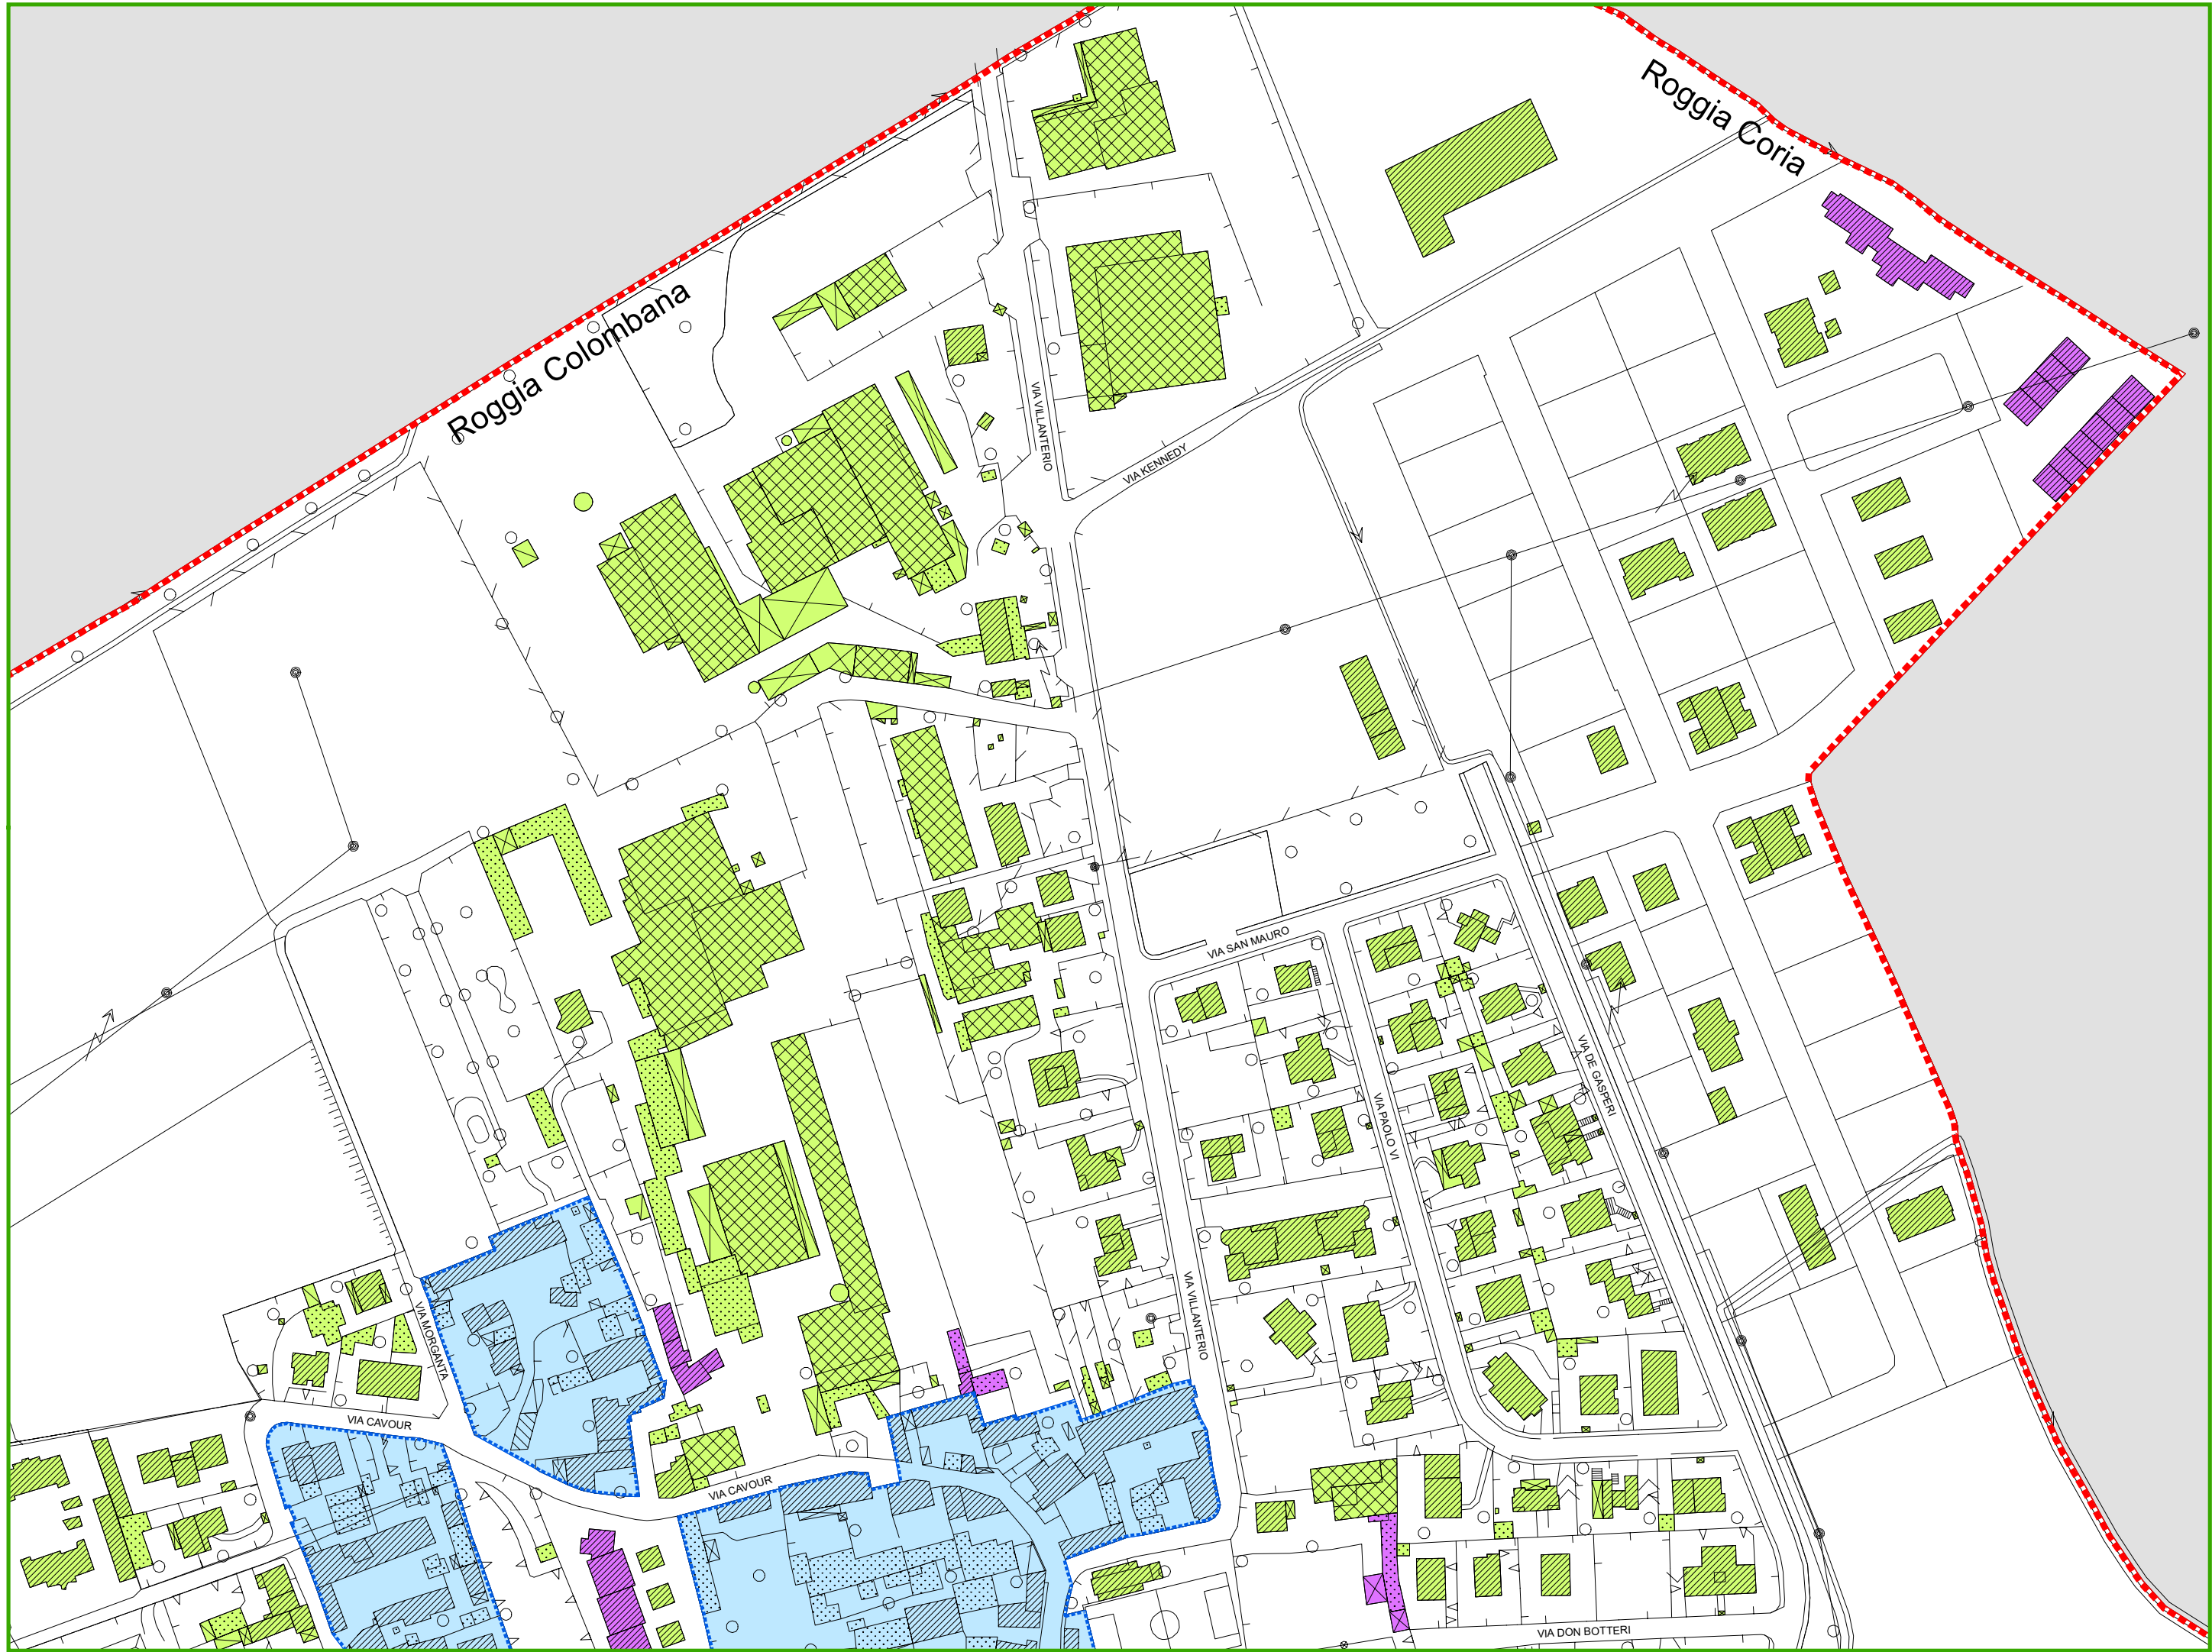 Roggia Coria
Roggia Colombana
VIA VILLANTERIO
VIA KENNEDY
VIA SAN MAURO
VIA DE GASPERI
VIA PAOLO VI
VIA VILLANTERIO
VIA MORGANTA
VIA CAVOUR
VIA CAVOUR
VIA DON BOTTERI